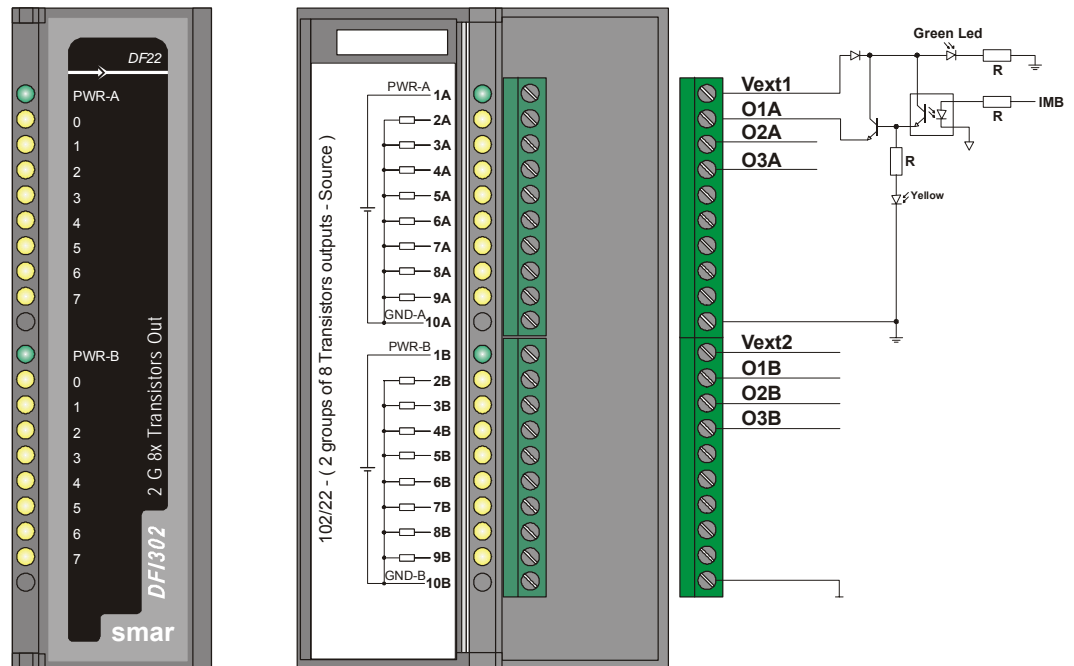 DF22
PWR-A
0
1
2
3
4
5
6
7
PWR-B
0
1
2
3
4
5
6
7
2 G 8x Transistors Out
DFI302
smar
102/22 - ( 2 groups of 8 Transistors outputs - Source )
PWR-A
1A
2A
3A
4A
5A
6A
7A
8A
9A
GND-A
10A
PWR-B
1B
2B
3B
4B
5B
6B
7B
8B
9B
GND-B
10B
Vext1
O1A
O2A
O3A
Green Led
R
IMB
R
R
Yellow
Vext2
O1B
O2B
O3B